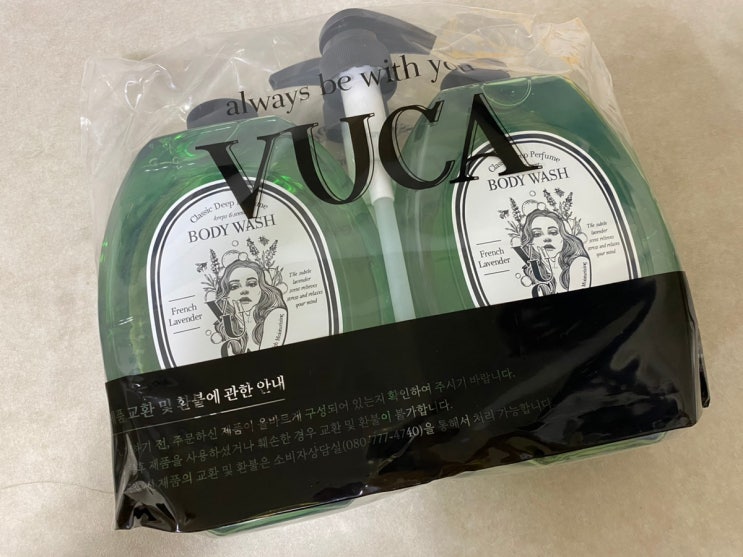 always be with you
VUCA
Classic Deep
BODY WASH
French
Lavender
The subtle
lavender
scent relieves
stress and relaxes
your mind
Classic Deep Perfume
BODY WASH
French
Lavender
The subtle
lavender
scent relieves
stress and relaxes
your mind
Moisturizing
교환 및 환불에 관한 안내
전, 주문하신 제품이 올바르게 구성되어 있는지 확인하여 주시기 바랍니다.
제품을 사용하셨거나 훼손한 경우 교환 및 환불이 불가합니다.
제품의 교환 및 환불은 소비자상담실(080-777-4740)을 통해서 처리 가능합니다.